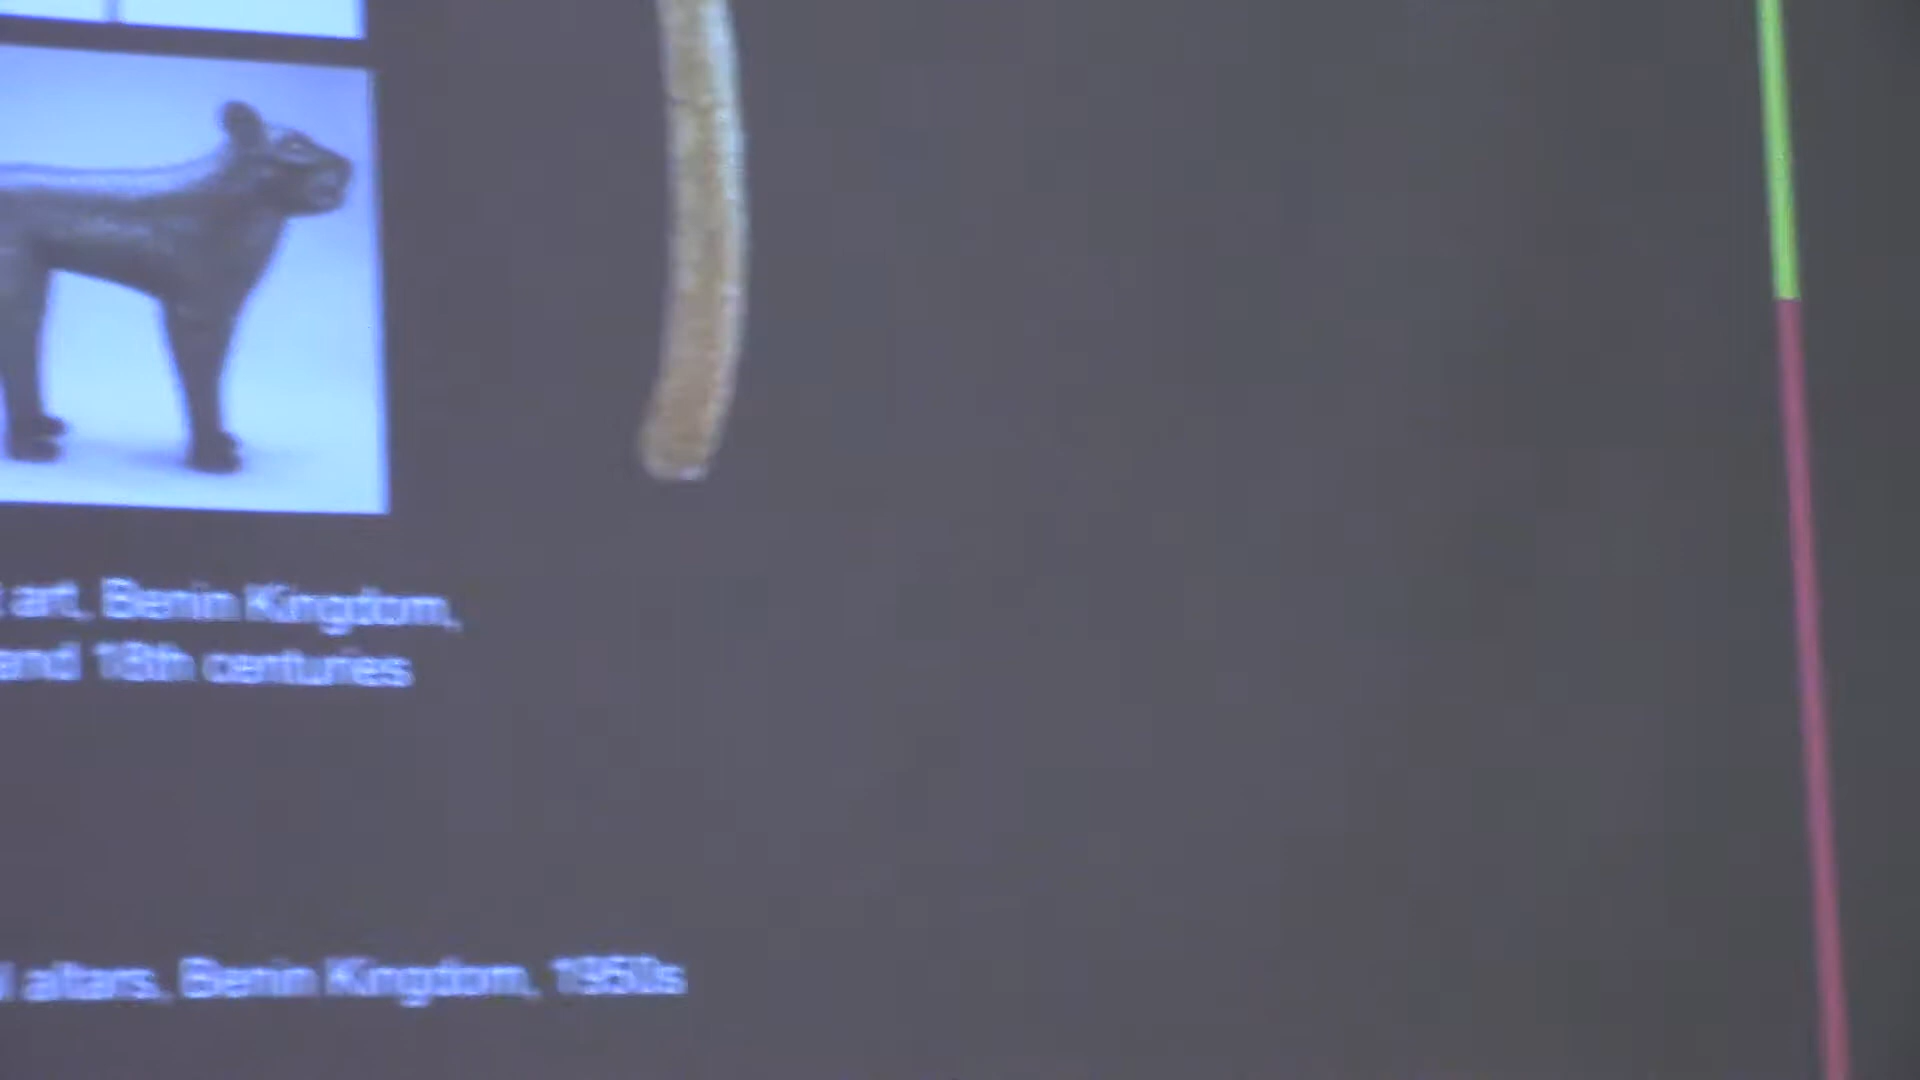 art, Benin Kingdom,
and 18th centuries
altars, Benin Kingdom, 1950s